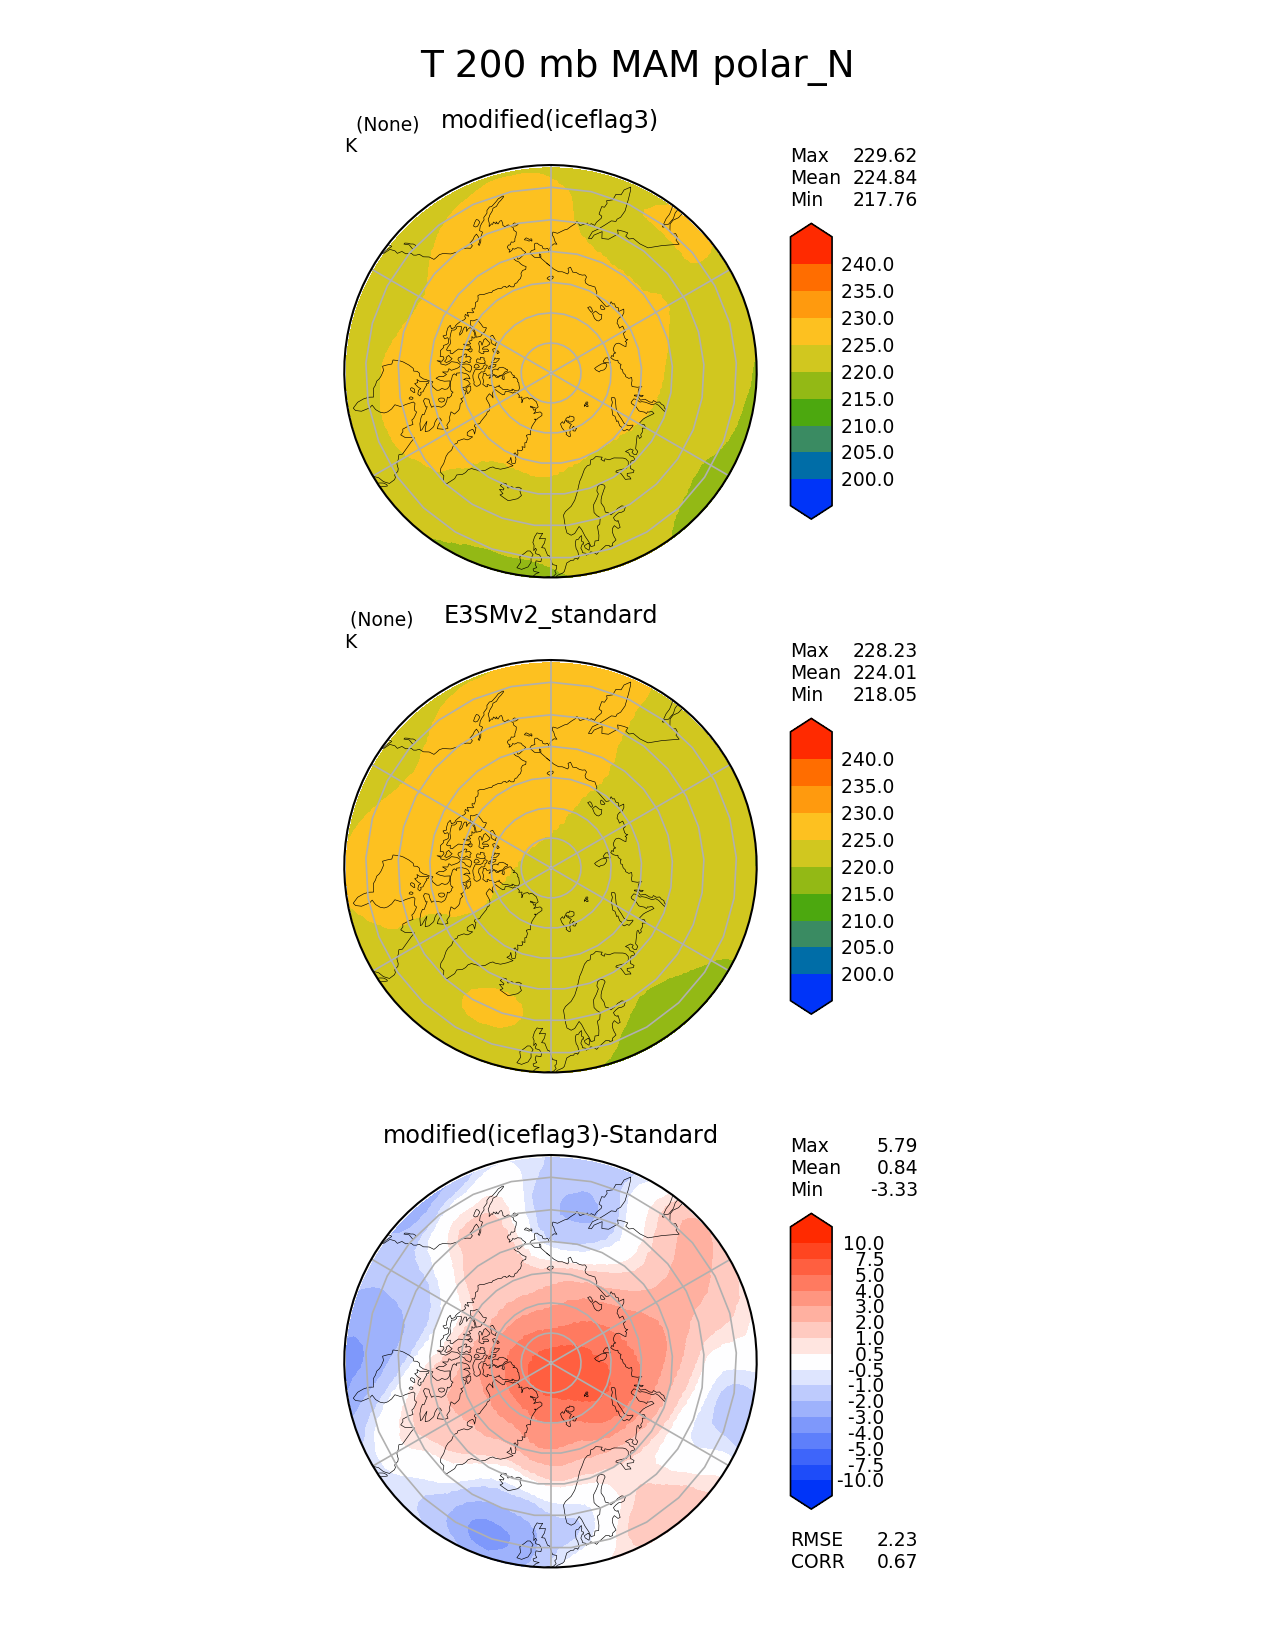 T 200 mb MAM polar_N
(None) modified(iceflag3)
K
Max 229.62
Mean 224.84
Min 217.76
240.0
235.0
230.0
225.0
220.0
215.0
210.0
205.0
200.0
(None) E3SMv2_standard
K
Max 228.23
Mean 224.01
Min 218.05
240.0
235.0
230.0
225.0
220.0
215.0
210.0
205.0
200.0
modified(iceflag3)-Standard
Max 5.79
Mean 0.84
Min -3.33
10.0
7.5
5.0
4.0
3.0
2.0
1.0
0.5
-0.5
-1.0
-2.0
-3.0
-4.0
-5.0
-7.5
-10.0
RMSE 2.23
CORR 0.67